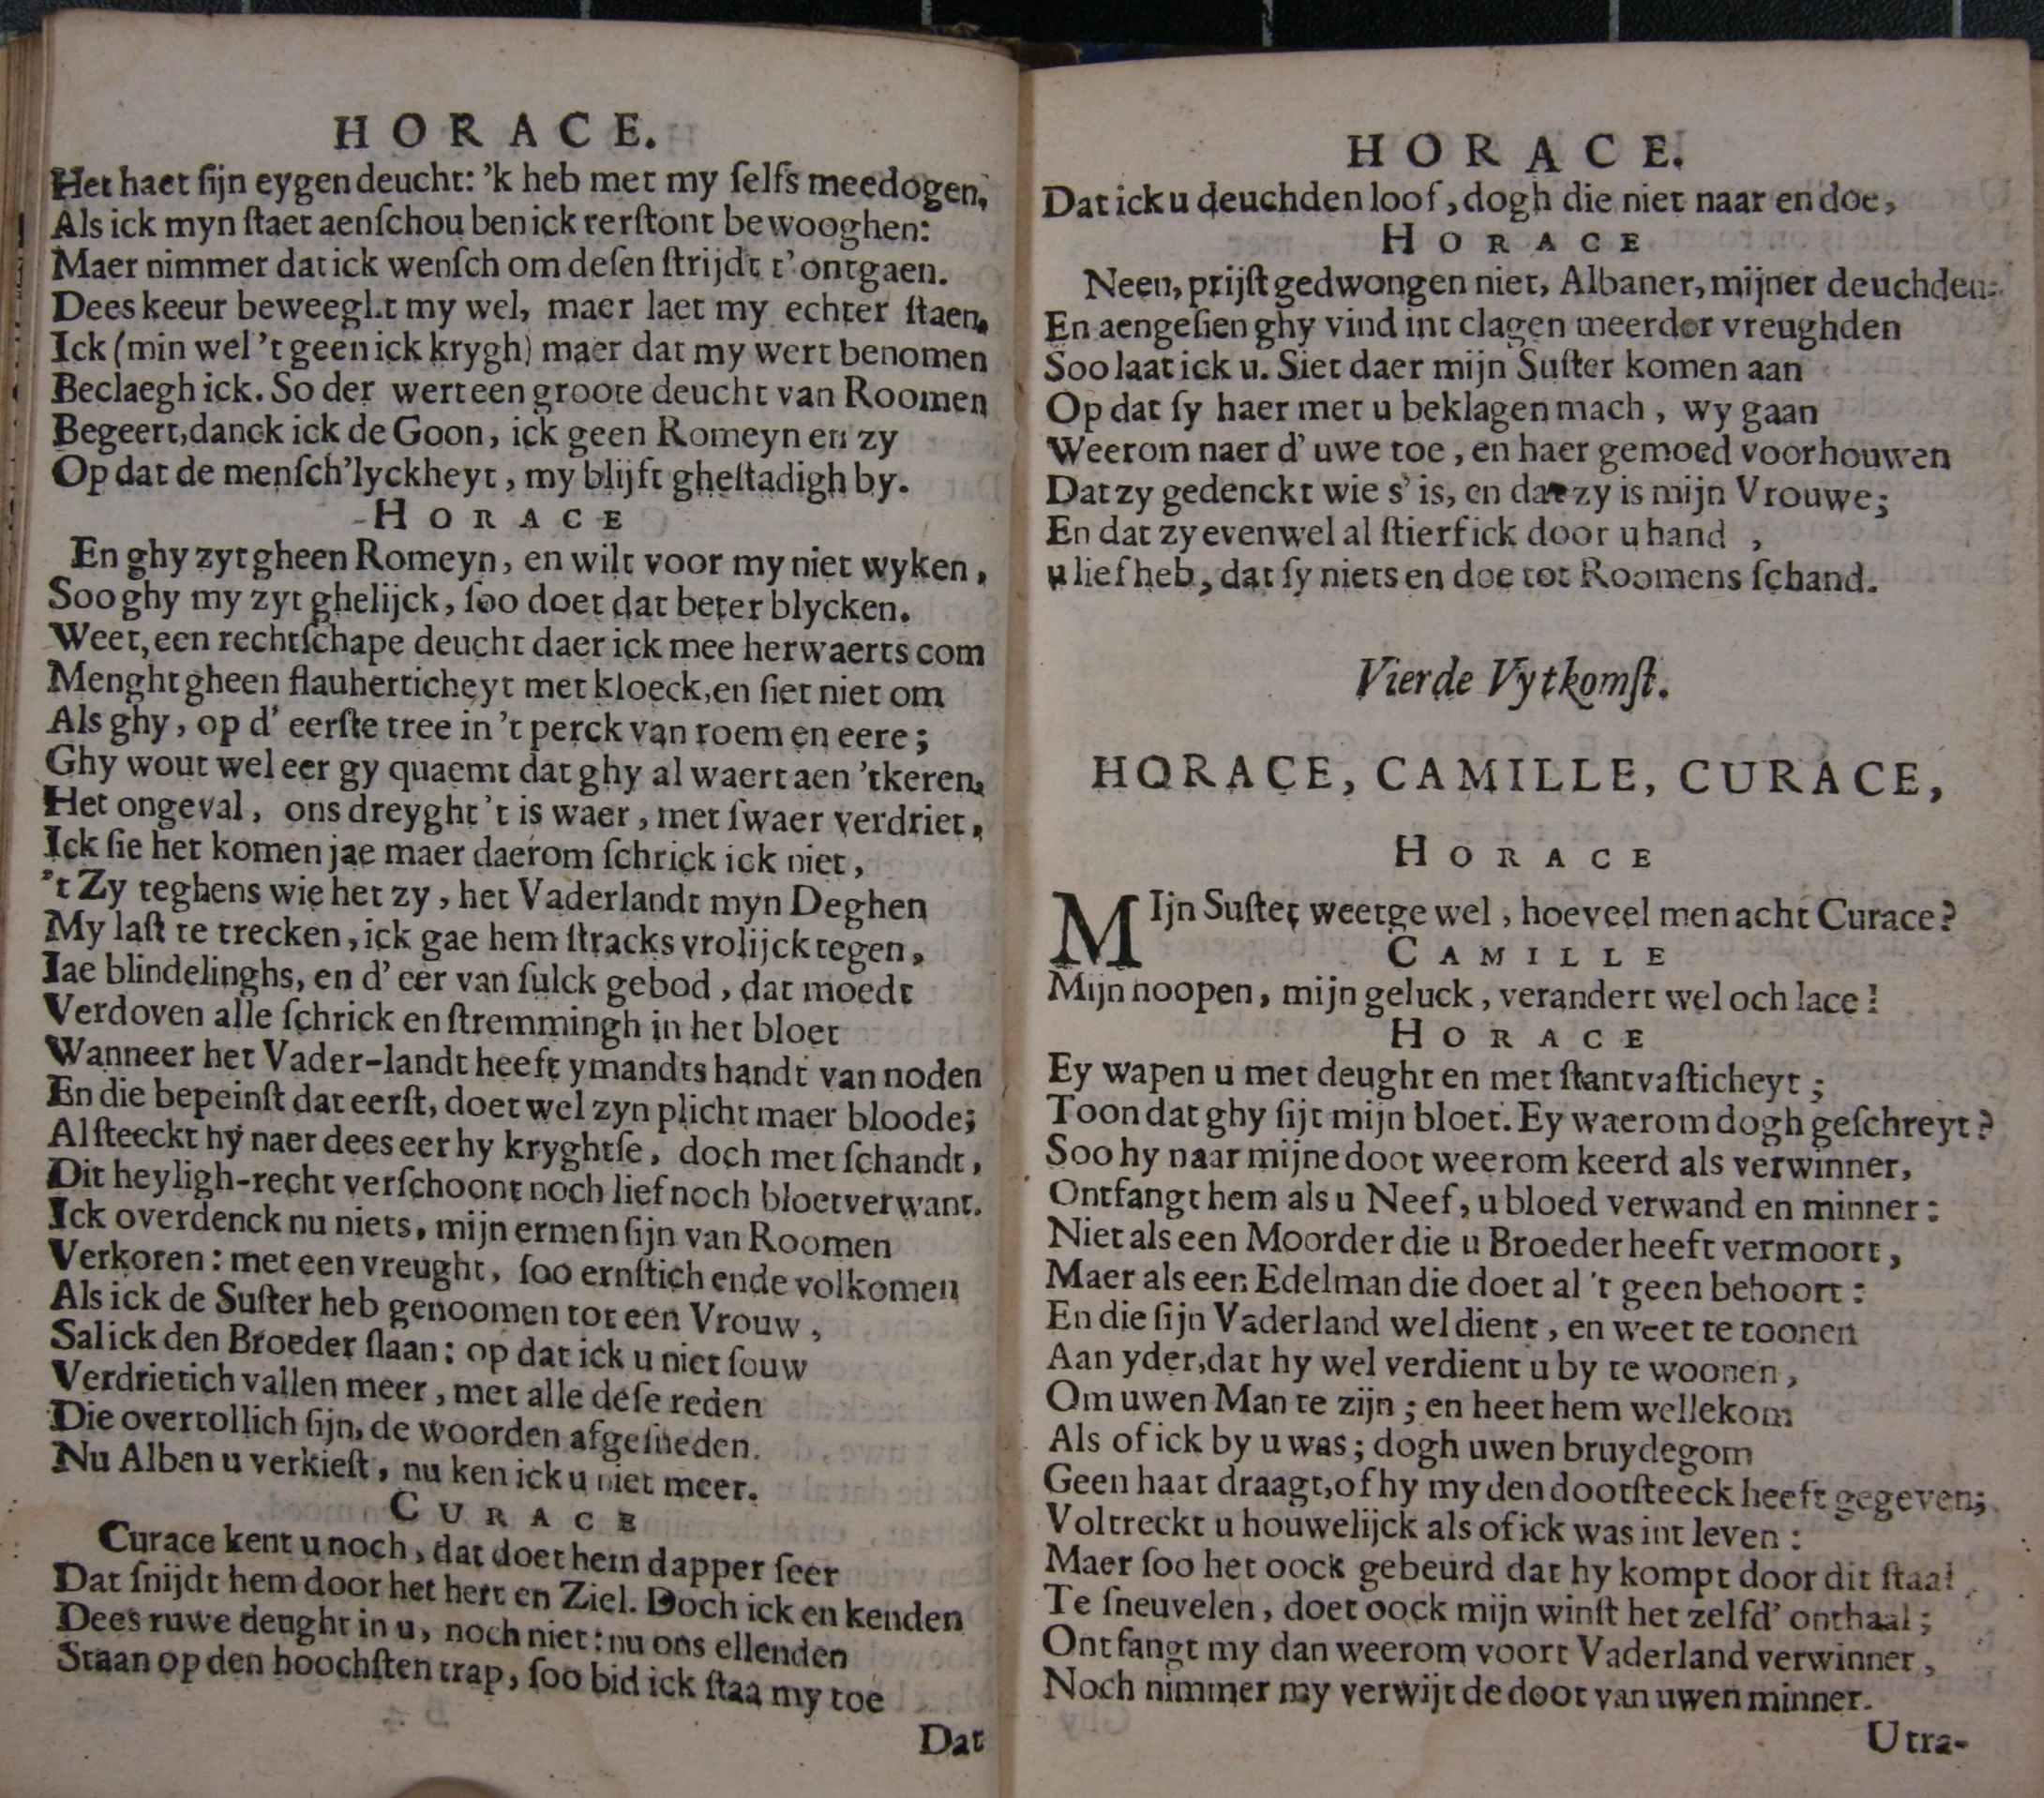 HORACE.
Het haet ſijn eygen deucht: 'k heb met my ſelfs meedogen,
Als ick myn ſtaet aenſchou ben ick terſtont bewooghen:
Maer nimmer dat ick wenſch om deſen ſtrijdt t'ontgaen.
Dees keeur beweeght my wel, maer laet my echter ſtaen,
Ick (min wel 't geen ick krygh) maer dat my wert benomen
Beclaegh ick. So der wert een groote deucht van Roomen
Begeert, danck ick de Goon, ick geen Romeyn en zy
Op dat de menſch'lyckheyt, my blijft gheſtadigh by.
HORACE
En ghy zyt gheen Romeyn, en wilt voor my niet wyken,
Soo ghy my zyt ghelijck, ſoo doet dat beter blycken.
Weet, een rechtſchape deucht daer ick mee herwaerts com
Menght gheen flauherticheyt met kloeck, en ſiet niet om
Als ghy, op d' eerſte tree in 't perck van roem en eere;
Ghy wout wel eer gy quaemt dat ghy al waert aen 'tkeren,
Het ongeval, ons dreyght 't is waer, met ſwaer verdriet,
Ick ſie het komen jae maer daerom ſchrick ick niet,
't Zy teghens wie het zy, het Vaderlandt myn Deghen
My laſt te trecken, ick gae hem ſtracks vrolijck tegen,
Iae blindelinghs, en d' eer van ſulck gebod, dat moedt
Verdoven alle ſchrick en ſtremmingh in het bloet
Wanneer het Vader-landt heeft ymandts handt van noden
En die bepeinſt dat eerſt, doet wel zyn plicht maer bloode;
Al ſteeckt hy naer dees eer hy kryghtſe, doch met ſchandt,
Dit heyligh-recht verſchoont noch lief noch bloetverwant.
Ick overdenck nu niets, mijn ermen ſijn van Roomen
Verkoren: met een vreught, ſoo ernſtich ende volkomen
Als ick de Suſter heb genoomen tot een Vrouw,
Sal ick den Broeder ſlaan: op dat ick u niet ſouw
Verdrietich vallen meer, met alle deſe reden
Die overtollich ſijn, de woorden afgeſneden.
Nu Alben u verkieſt, nu ken ick u niet meer.
CURACE
Curace kent u noch, dat doet hem dapper ſeer
Dat ſnijdt hem door het hert en Ziel. Doch ick en kenden
Dees ruwe deught in u, noch niet: nu ons ellenden
Staan op den hoochſten trap, ſoo bid ick ſtaa my toe
Dat
HORACE.
Dat ick u deuchden loof, dogh die niet naar en doe,
HORACE
Neen, prijſt gedwongen niet, Albaner, mijner deuchden:
En aengeſien ghy vind int clagen meerder vreughden
Soo laat ick u. Siet daer mijn Suſter komen aan
Op dat ſy haer met u beklagen mach, wy gaan
Weerom naer d' uwe toe, en haer gemoed voorhouwen
Dat zy gedenckt wie s' is, en dat zy is mijn Vrouwe;
En dat zy evenwel al ſtierf ick door u hand,
u lief heb, dat ſy niets en doe tot Roomens ſchand.
Vierde Vytkomſt.
HORACE, CAMILLE, CURACE,
HORACE
MIjn Suſter weetge wel, hoeveel men acht Curace?
CAMILLE
Mijn hoopen, mijn geluck, verandert wel och lace!
HORACE
Ey wapen u met deught en met ſtantvaſticheyt;
Toon dat ghy ſijt mijn bloet. Ey waerom dogh geſchreyt?
Soo hy naar mijne doot weerom keerd als verwinner,
Ontfangt hem als u Neef, u bloed verwand en minner:
Niet als een Moorder die u Broeder heeft vermoort,
Maer als een Edelman die doet al 't geen behoort:
En die ſijn Vaderland wel dient, en weet te toonen
Aan yder, dat hy wel verdient u by te woonen,
Om uwen Man te zijn; en heet hem wellekom
Als of ick by u was; dogh uwen bruydegom
Geen haat draagt, of hy my den dootſteeck heeft gegeven;
Voltreckt u houwelijck als of ick was int leven:
Maer ſoo het oock gebeurd dat hy kompt door dit ſtaal
Te ſneuvelen, doet oock mijn winſt het zelfd' onthaal;
Ontfangt my dan weerom voort Vaderland verwinner,
Noch nimmer my verwijt de doot van uwen minner.
U tra-